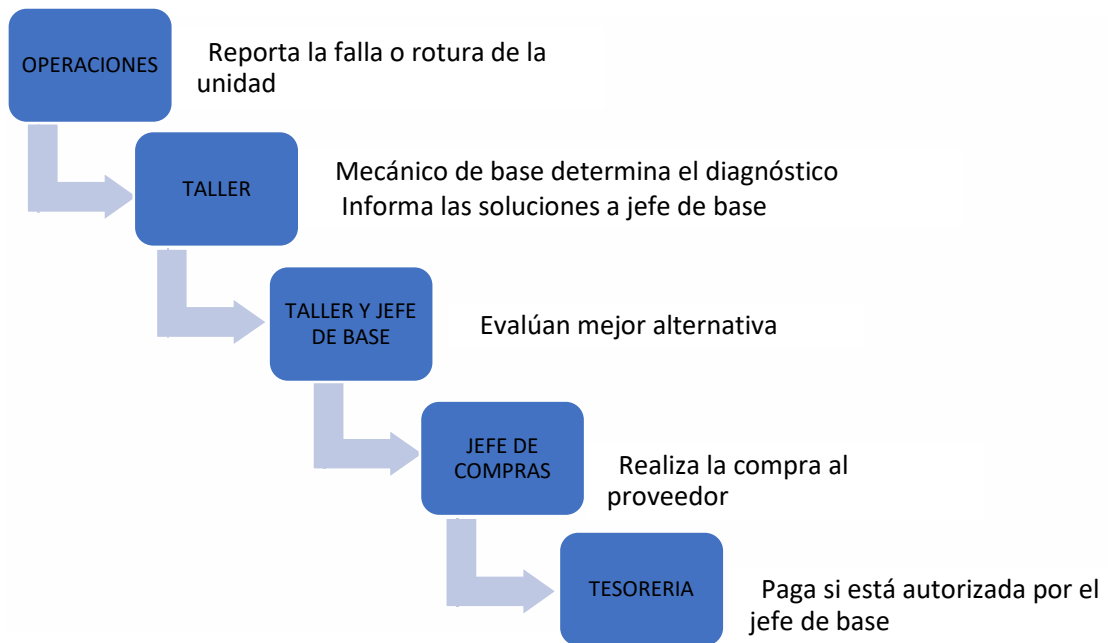 OPERACIONES
Reporta la falla o rotura de la
unidad
TALLER
Mecánico de base determina el diagnóstico
Informa las soluciones a jefe de base
TALLER Y JEFE
DE BASE
Evalúan mejor alternativa
JEFE DE
COMPRAS
Realiza la compra al
proveedor
TESORERIA
Paga si está autorizada por el
jefe de base